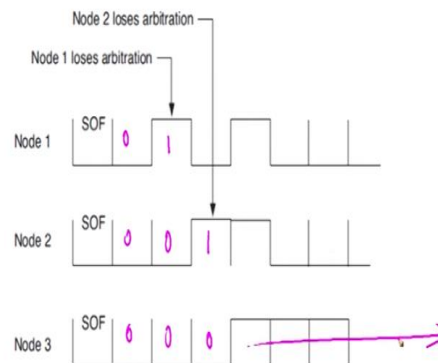 Node 2 loses arbitration
Node 1 loses arbitration
Node 1 SOF 0 1
Node 2 SOF 0 0 1
Node 3 SOF 0 0 0